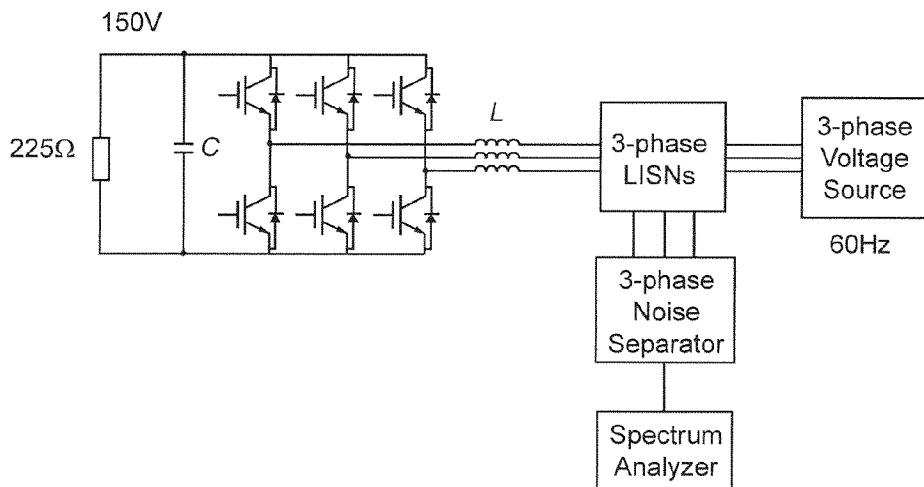 150V
225Ω
C
L
3-phase
LISNs
3-phase
Voltage
Source
60Hz
3-phase
Noise
Separator
Spectrum
Analyzer